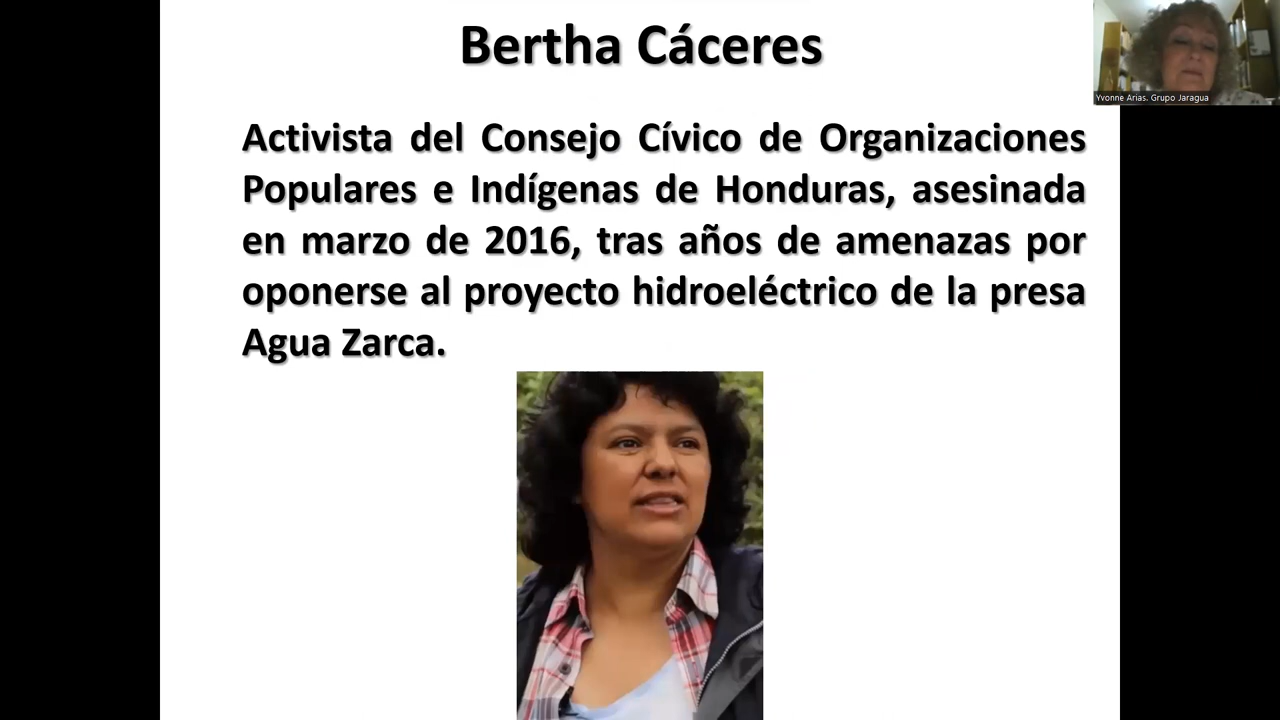 Bertha Cáceres
Yvonne Arias. Grupo Jaragua
Activista del Consejo Cívico de Organizaciones
Populares e Indígenas de Honduras, asesinada
en marzo de 2016, tras años de amenazas por
oponerse al proyecto hidroeléctrico de la presa
Agua Zarca.